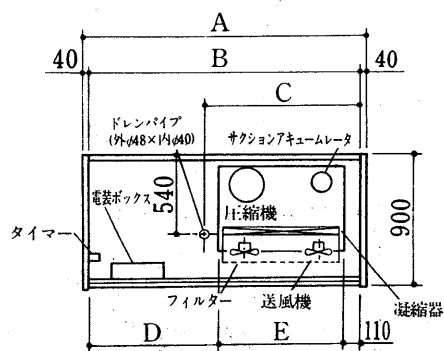 A
40
B
40
C
ドレンパイプ
(外φ48×内φ40)
サクションアキュームレータ
電装ボックス
540
圧縮機
900
タイマー
フィルター
送風機
凝縮器
D
E
110